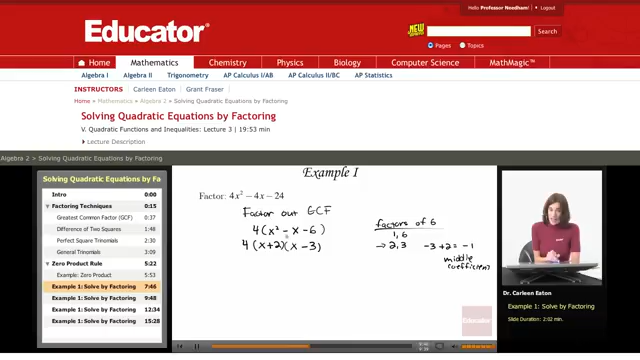 Hello Professor Needham
Logout
Educator
NEW
Search
Pages
Topics
Home
Mathematics
Chemistry
Physics
Biology
Computer Science
MathMagic™
Algebra I
Algebra II
Trigonometry
AP Calculus I/AB
AP Calculus II/BC
AP Statistics
INSTRUCTORS Carleen Eaton Grant Fraser
Home » Mathematics » Algebra 2 » Solving Quadratic Equations by Factoring
Solving Quadratic Equations by Factoring
V. Quadratic Functions and Inequalities: Lecture 3 | 19:53 min
Lecture Description
Algebra 2 » Solving Quadratic Equations by Factoring
Solving Quadratic Equations by Fa
Intro 0:00
Factoring Techniques 0:15
Greatest Common Factor (GCF) 0:37
Difference of Two Squares 1:48
Perfect Square Trinomials 2:30
General Trinomials 3:09
Zero Product Rule 5:22
Example: Zero Product 5:53
Example 1: Solve by Factoring 7:46
Example 1: Solve by Factoring 9:48
Example 1: Solve by Factoring 12:34
Example 1: Solve by Factoring 15:28
Example I
Factor: 4x² − 4x − 24
Factor out GCF
4(x² − x − 6)
4(x+2)(x−3)
factors of 6
1, 6
→ 2, 3 −3+2 = −1
middle
coefficient
Educator
Dr. Carleen Eaton
Example 1: Solve by Factoring
Slide Duration: 2:02 min.